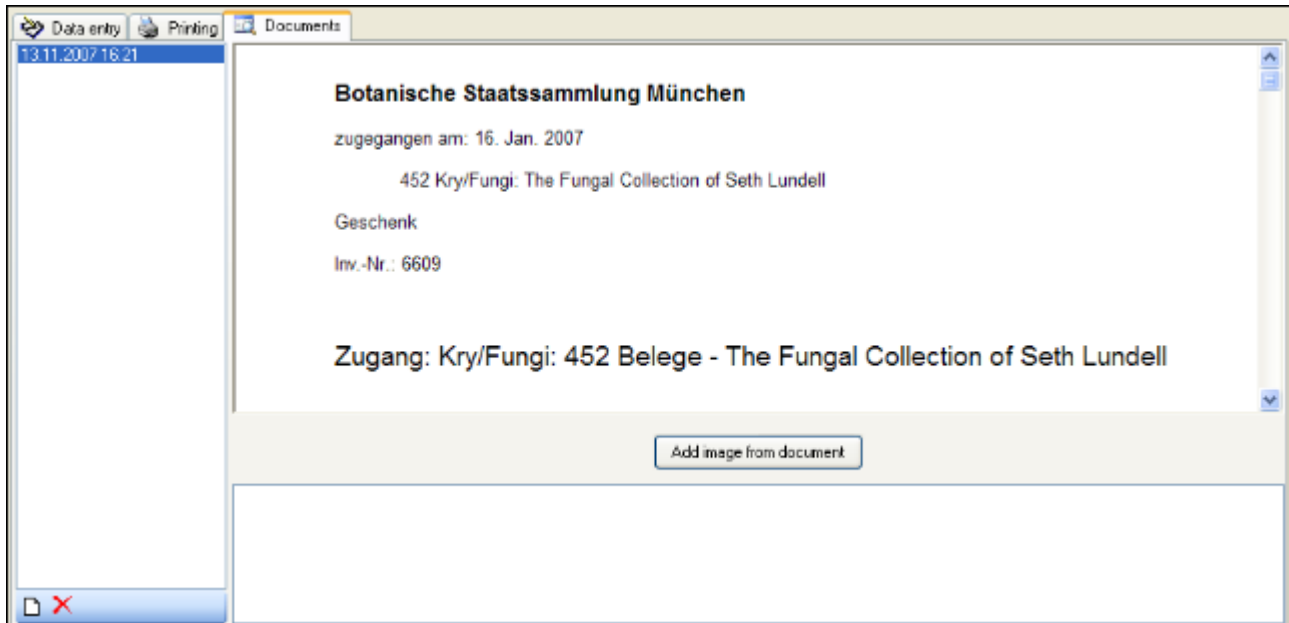 Data entry Printing Documents
13.11.2007 16:21
Botanische Staatssammlung München
zugegangen am: 16. Jan. 2007
452 Kry/Fungi: The Fungal Collection of Seth Lundell
Geschenk
Inv.-Nr.: 6609
Zugang: Kry/Fungi: 452 Belege - The Fungal Collection of Seth Lundell
Add image from document